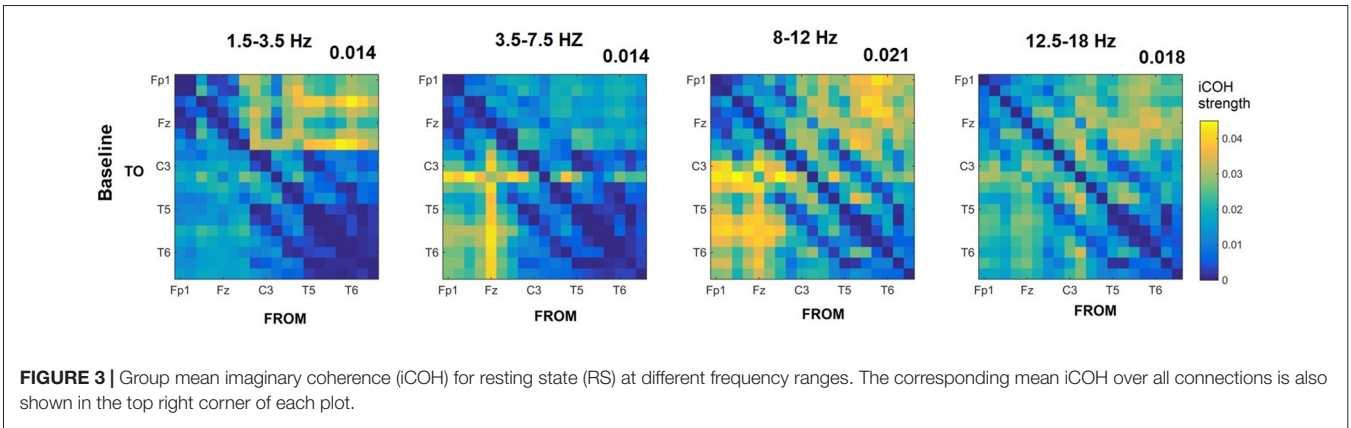 1.5-3.5 Hz
0.014
3.5-7.5 HZ
0.014
8-12 Hz
0.021
12.5-18 Hz
0.018
Baseline
TO
Fp1
Fz
C3
T5
T6
Fp1 Fz C3 T5 T6
FROM
Fp1
Fz
C3
T5
T6
Fp1 Fz C3 T5 T6
FROM
Fp1
Fz
C3
T5
T6
Fp1 Fz C3 T5 T6
FROM
Fp1
Fz
C3
T5
T6
Fp1 Fz C3 T5 T6
FROM
iCOH
strength
0.04
0.03
0.02
0.01
0
FIGURE 3 | Group mean imaginary coherence (iCOH) for resting state (RS) at different frequency ranges. The corresponding mean iCOH over all connections is also
shown in the top right corner of each plot.